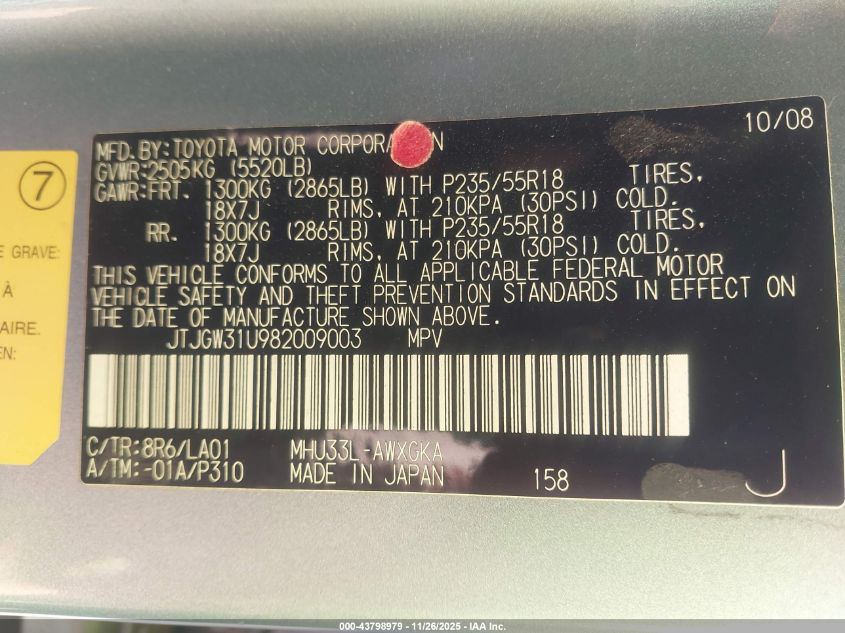 10/08
MFD.BY:TOYOTA MOTOR CORPORA N
GVWR:2505KG (5520LB)
GAWR:FRT. 1300KG (2865LB) WITH P235/55R18 TIRES,
18X7J RIMS, AT 210KPA (30PSI) COLD.
RR. 1300KG (2865LB) WITH P235/55R18 TIRES,
18X7J RIMS, AT 210KPA (30PSI) COLD.
THIS VEHICLE CONFORMS TO ALL APPLICABLE FEDERAL MOTOR
VEHICLE SAFETY AND THEFT PREVENTION STANDARDS IN EFFECT ON
THE DATE OF MANUFACTURE SHOWN ABOVE.
JTJGW31U982009003 MPV
C/TR:8R6/LA01 MHU33L-AWXGKA
A/TM:-01A/P310 MADE IN JAPAN 158 J
7
E GRAVE:
À
AIRE.
000-43798979 - 11/26/2025 - IAA Inc.